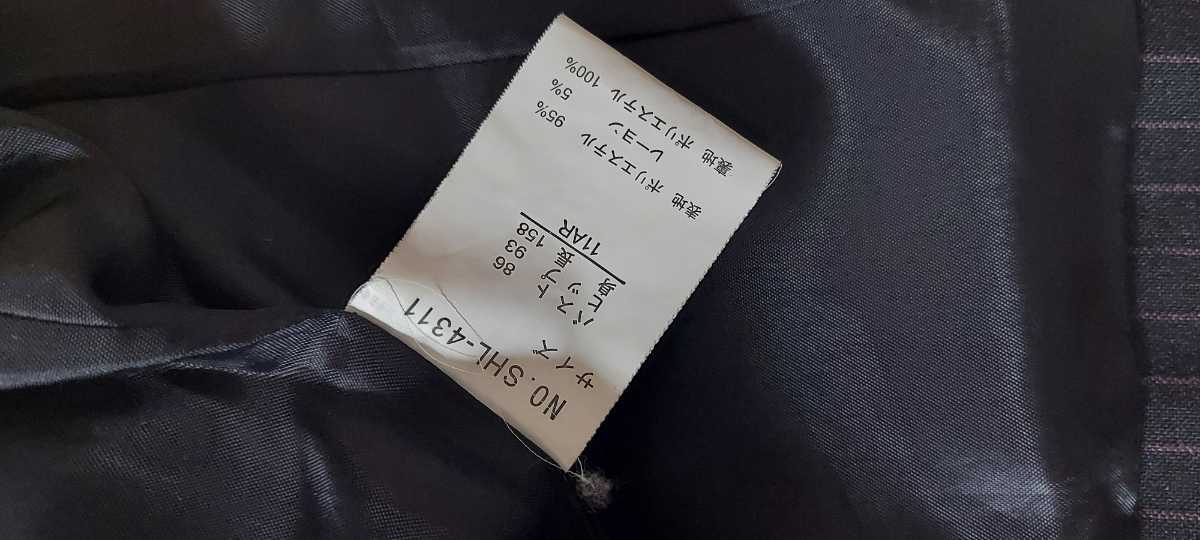 NO.SHL-4311
サイズ
バスト 86
ヒップ 93
身長 158
11AR
表地 ポリエステル 95%
レーヨン 5%
裏地 ポリエステル 100%